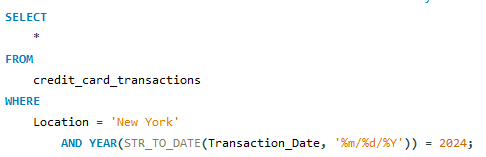 SELECT
*
FROM
credit_card_transactions
WHERE
Location = 'New York'
AND YEAR(STR_TO_DATE(Transaction_Date, '%m/%d/%Y')) = 2024;